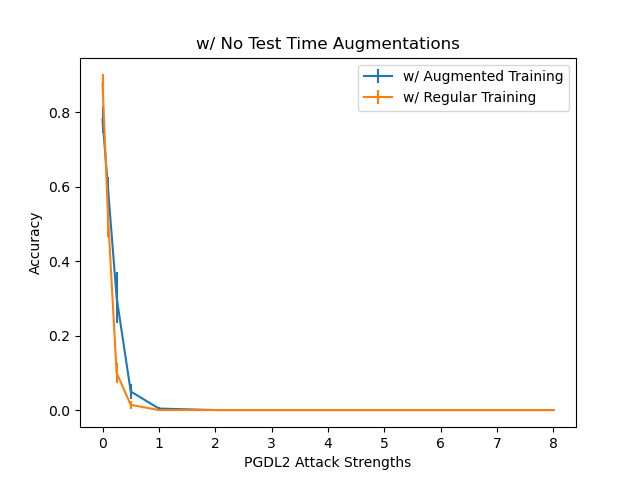 w/ No Test Time Augmentations
w/ Augmented Training
w/ Regular Training
Accuracy
0.8
0.6
0.4
0.2
0.0
0 1 2 3 4 5 6 7 8
PGDL2 Attack Strengths